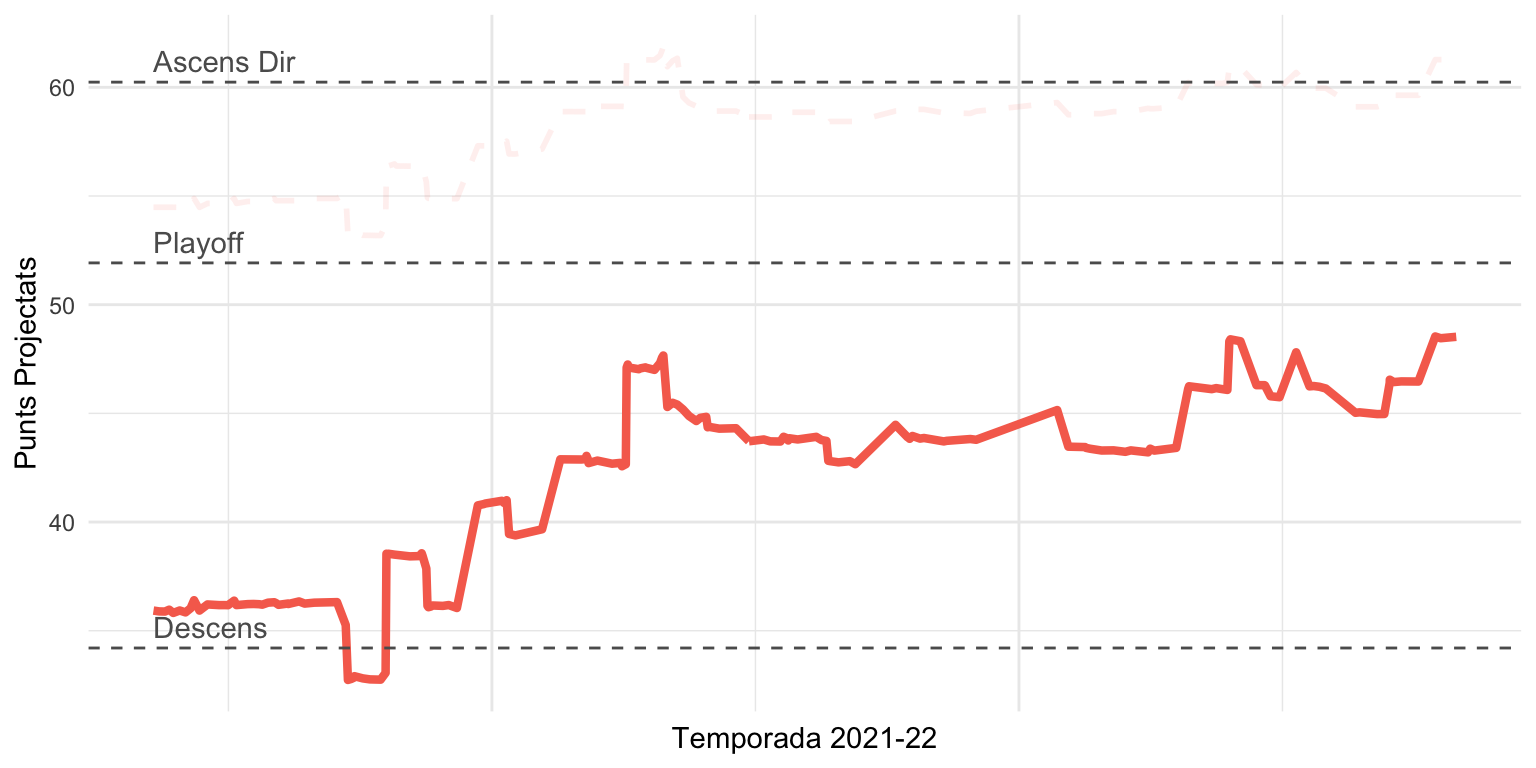 Ascens Dir
60
Playoff
Punts Projectats
50
40
Descens
Temporada 2021-22